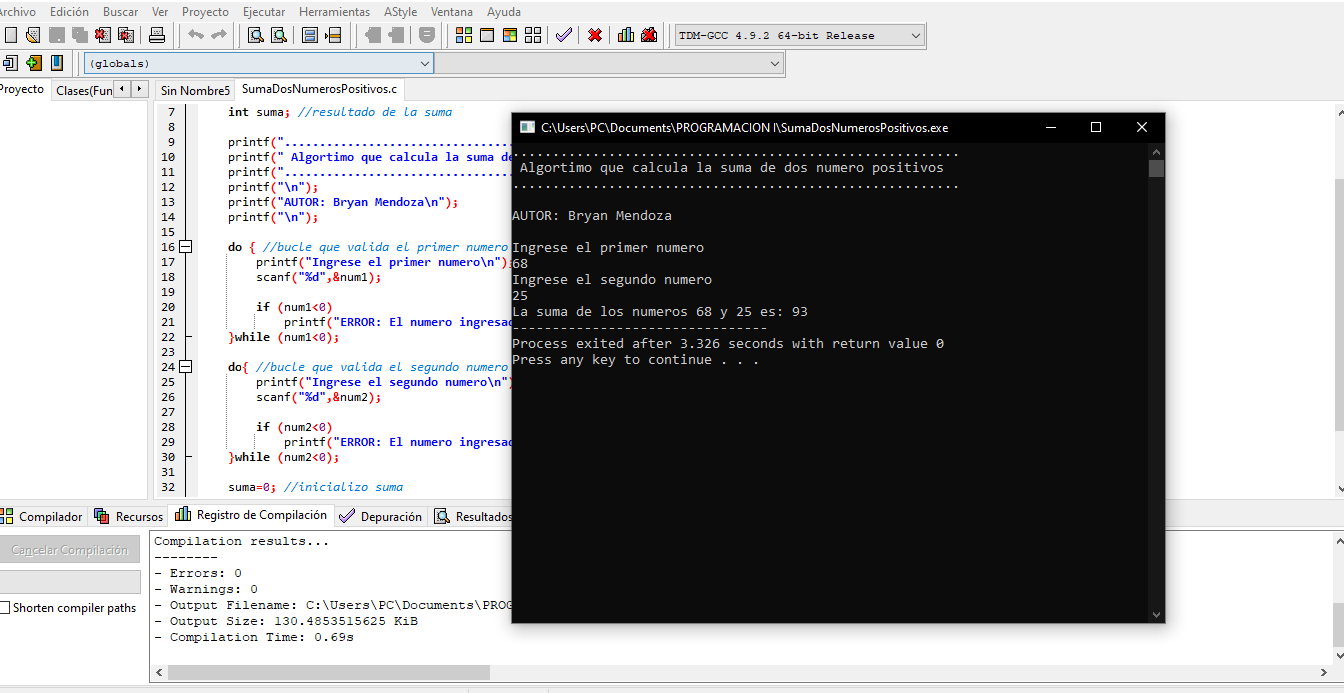 Archivo Edición Buscar Ver Proyecto Ejecutar Herramientas AStyle Ventana Ayuda
TDM-GCC 4.9.2 64-bit Release
(globals)
Proyecto Clases(Fun Sin Nombre5 SumaDosNumerosPositivos.c
7 int suma; //resultado de la suma
8
9 printf("................................
10 printf(" Algortimo que calcula la suma de
11 printf("................................
12 printf("\n");
13 printf("AUTOR: Bryan Mendoza\n");
14 printf("\n");
15
16 do { //bucle que valida el primer numero
17 printf("Ingrese el primer numero\n");
18 scanf("%d",&num1);
19
20 if (num1<0)
21 printf("ERROR: El numero ingresad
22 }while (num1<0);
23
24 do{ //bucle que valida el segundo numero
25 printf("Ingrese el segundo numero\n")
26 scanf("%d",&num2);
27
28 if (num2<0)
29 printf("ERROR: El numero ingresad
30 }while (num2<0);
31
32 suma=0; //inicializo suma
C:\Users\PC\Documents\PROGRAMACION I\SumaDosNumerosPositivos.exe
........................................................
Algortimo que calcula la suma de dos numero positivos
........................................................
AUTOR: Bryan Mendoza
Ingrese el primer numero
68
Ingrese el segundo numero
25
La suma de los numeros 68 y 25 es: 93
--------------------------------
Process exited after 3.326 seconds with return value 0
Press any key to continue . . .
Compilador Recursos Registro de Compilación Depuración Resultados
Cancelar Compilación
Shorten compiler paths
Compilation results...
--------
- Errors: 0
- Warnings: 0
- Output Filename: C:\Users\PC\Documents\PROG
- Output Size: 130.4853515625 KiB
- Compilation Time: 0.69s